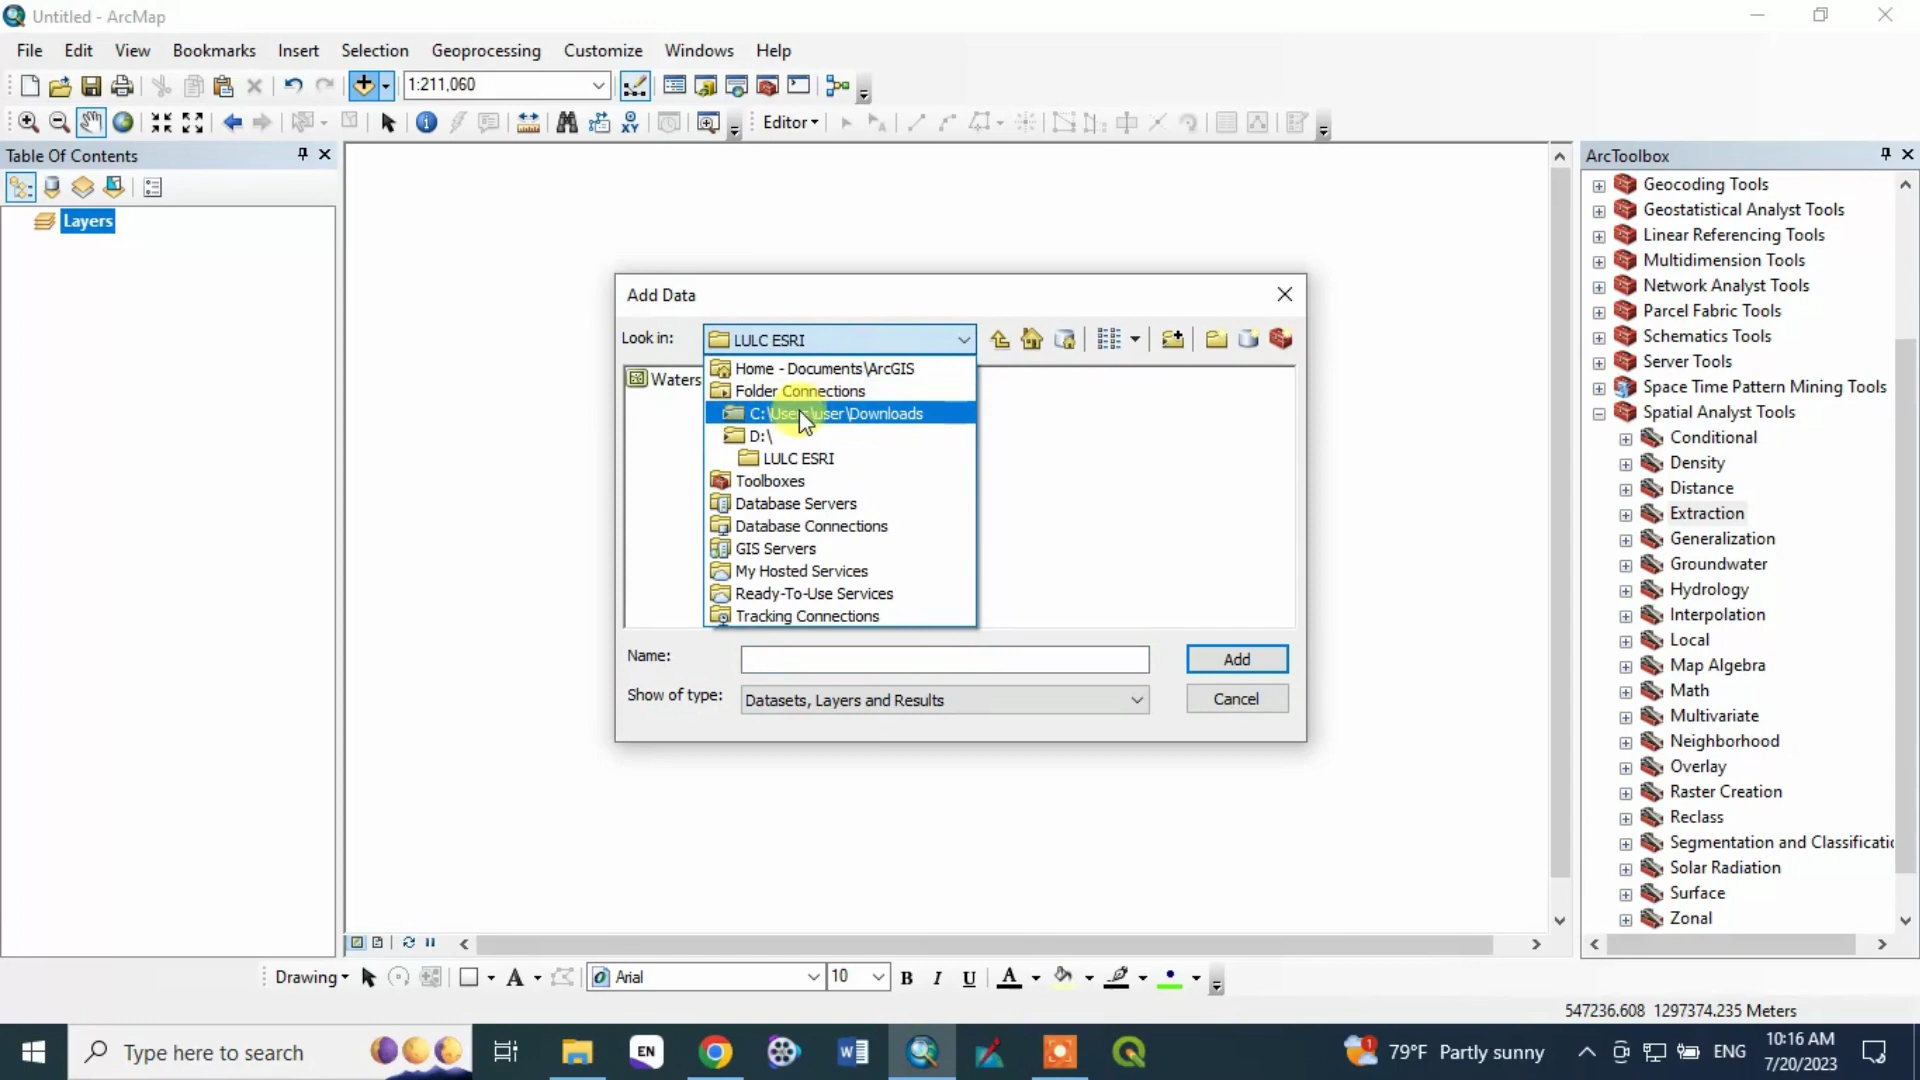 Untitled - ArcMap
File Edit View Bookmarks Insert Selection Geoprocessing Customize Windows Help
1:211,060
Editor
Table Of Contents
Layers
ArcToolbox
Geocoding Tools
Geostatistical Analyst Tools
Linear Referencing Tools
Multidimension Tools
Network Analyst Tools
Parcel Fabric Tools
Schematics Tools
Server Tools
Space Time Pattern Mining Tools
Spatial Analyst Tools
Conditional
Density
Distance
Extraction
Generalization
Groundwater
Hydrology
Interpolation
Local
Map Algebra
Math
Multivariate
Neighborhood
Overlay
Raster Creation
Reclass
Segmentation and Classificati
Solar Radiation
Surface
Zonal
Add Data
Look in: LULC ESRI
Waters
Home - Documents\ArcGIS
Folder Connections
C:\Users\user\Downloads
D:\
LULC ESRI
Toolboxes
Database Servers
Database Connections
GIS Servers
My Hosted Services
Ready-To-Use Services
Tracking Connections
Name:
Add
Show of type: Datasets, Layers and Results
Cancel
Drawing A Arial 10 B I U A
547236.608 1297374.235 Meters
Type here to search
EN
79°F Partly sunny
ENG
10:16 AM
7/20/2023